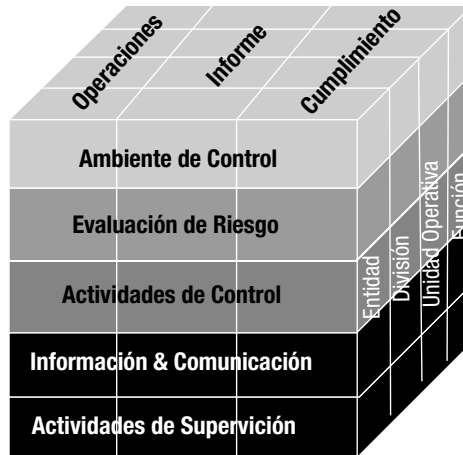 Operaciones
Informe
Cumplimiento
Ambiente de Control
Evaluación de Riesgo
Actividades de Control
Información & Comunicación
Actividades de Supervición
Entidad
División
Unidad Operativa
Función